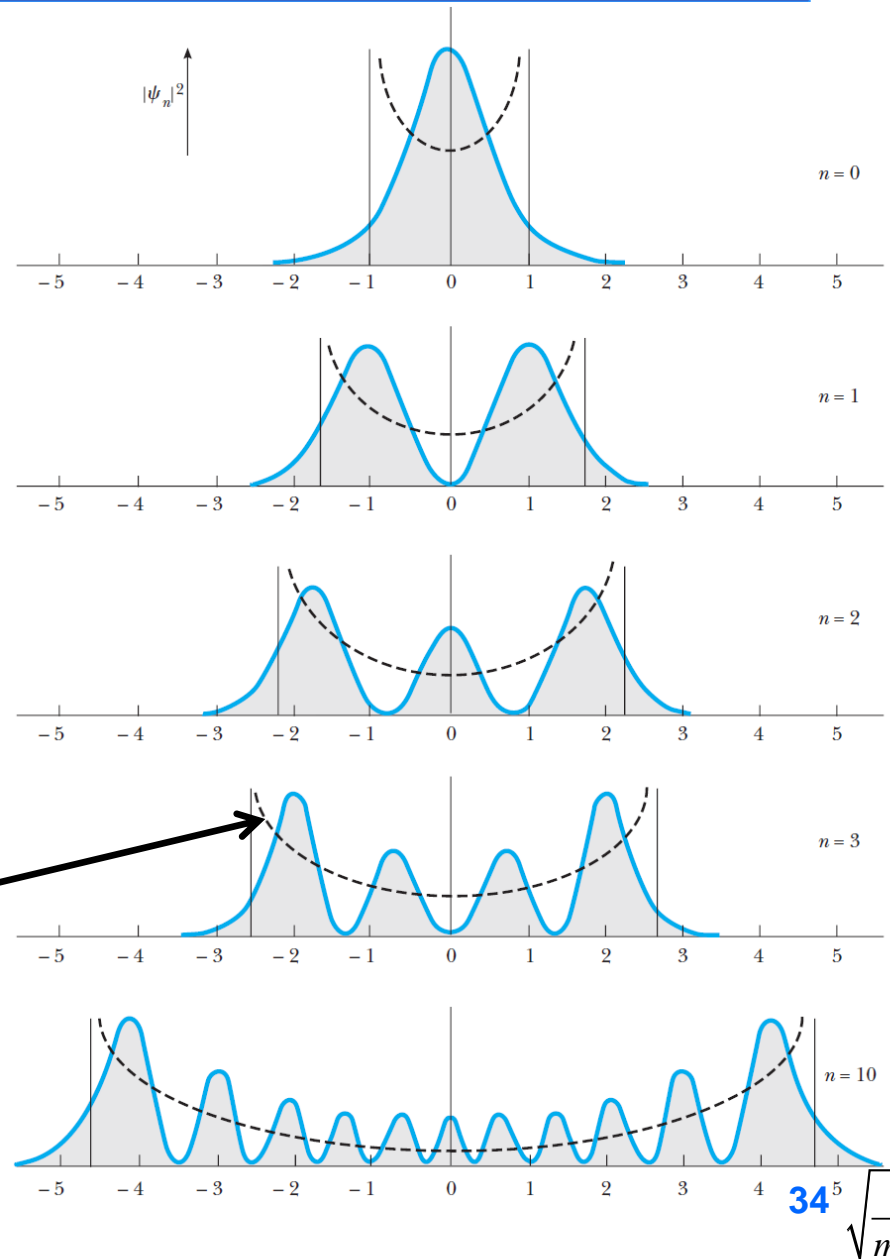 |ψn|²
n = 0
– 5 – 4 – 3 – 2 – 1 0 1 2 3 4 5
n = 1
– 5 – 4 – 3 – 2 – 1 0 1 2 3 4 5
n = 2
– 5 – 4 – 3 – 2 – 1 0 1 2 3 4 5
n = 3
– 5 – 4 – 3 – 2 – 1 0 1 2 3 4 5
n = 10
– 5 – 4 – 3 – 2 – 1 0 1 2 3 4 5
34
√ m